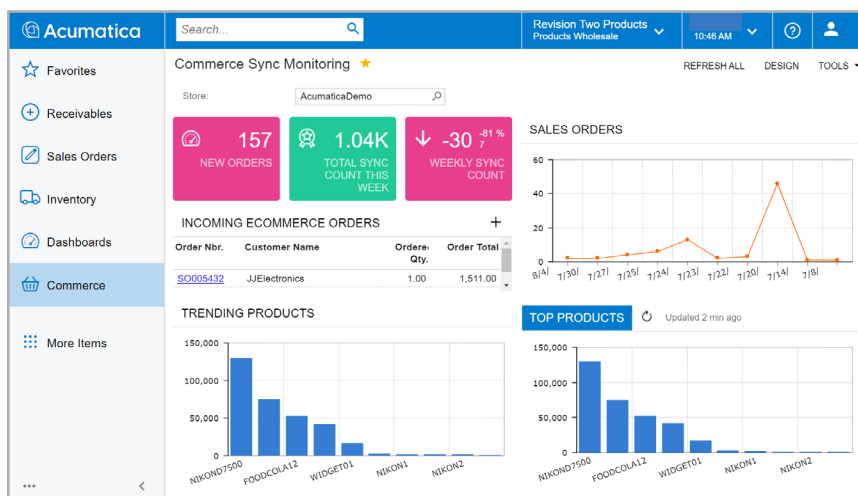 Acumatica
Search...
Revision Two Products
Products Wholesale
10:46 AM
Favorites
Receivables
Sales Orders
Inventory
Dashboards
Commerce
More Items
Commerce Sync Monitoring
REFRESH ALL DESIGN TOOLS
Store: AcumaticaDemo
157
NEW ORDERS
1.04K
TOTAL SYNC
COUNT THIS
WEEK
-30 -81 %
7
WEEKLY SYNC
COUNT
INCOMING ECOMMERCE ORDERS
Order Nbr. Customer Name Ordere Order Total
Qty.
SO005432 JJElectronics 1.00 1,511.00
SALES ORDERS
60
40
20
0
8/4/ 7/30/ 7/27/ 7/25/ 7/24/ 7/23/ 7/22/ 7/20/ 7/14/ 7/8/
TRENDING PRODUCTS
150,000
100,000
50,000
0
NIKOND7500 FOODCOLA12 WIDGET01 NIKON1 NIKON2
TOP PRODUCTS Updated 2 min ago
150,000
100,000
50,000
0
NIKOND7500 FOODCOLA12 WIDGET01 NIKON1 NIKON2